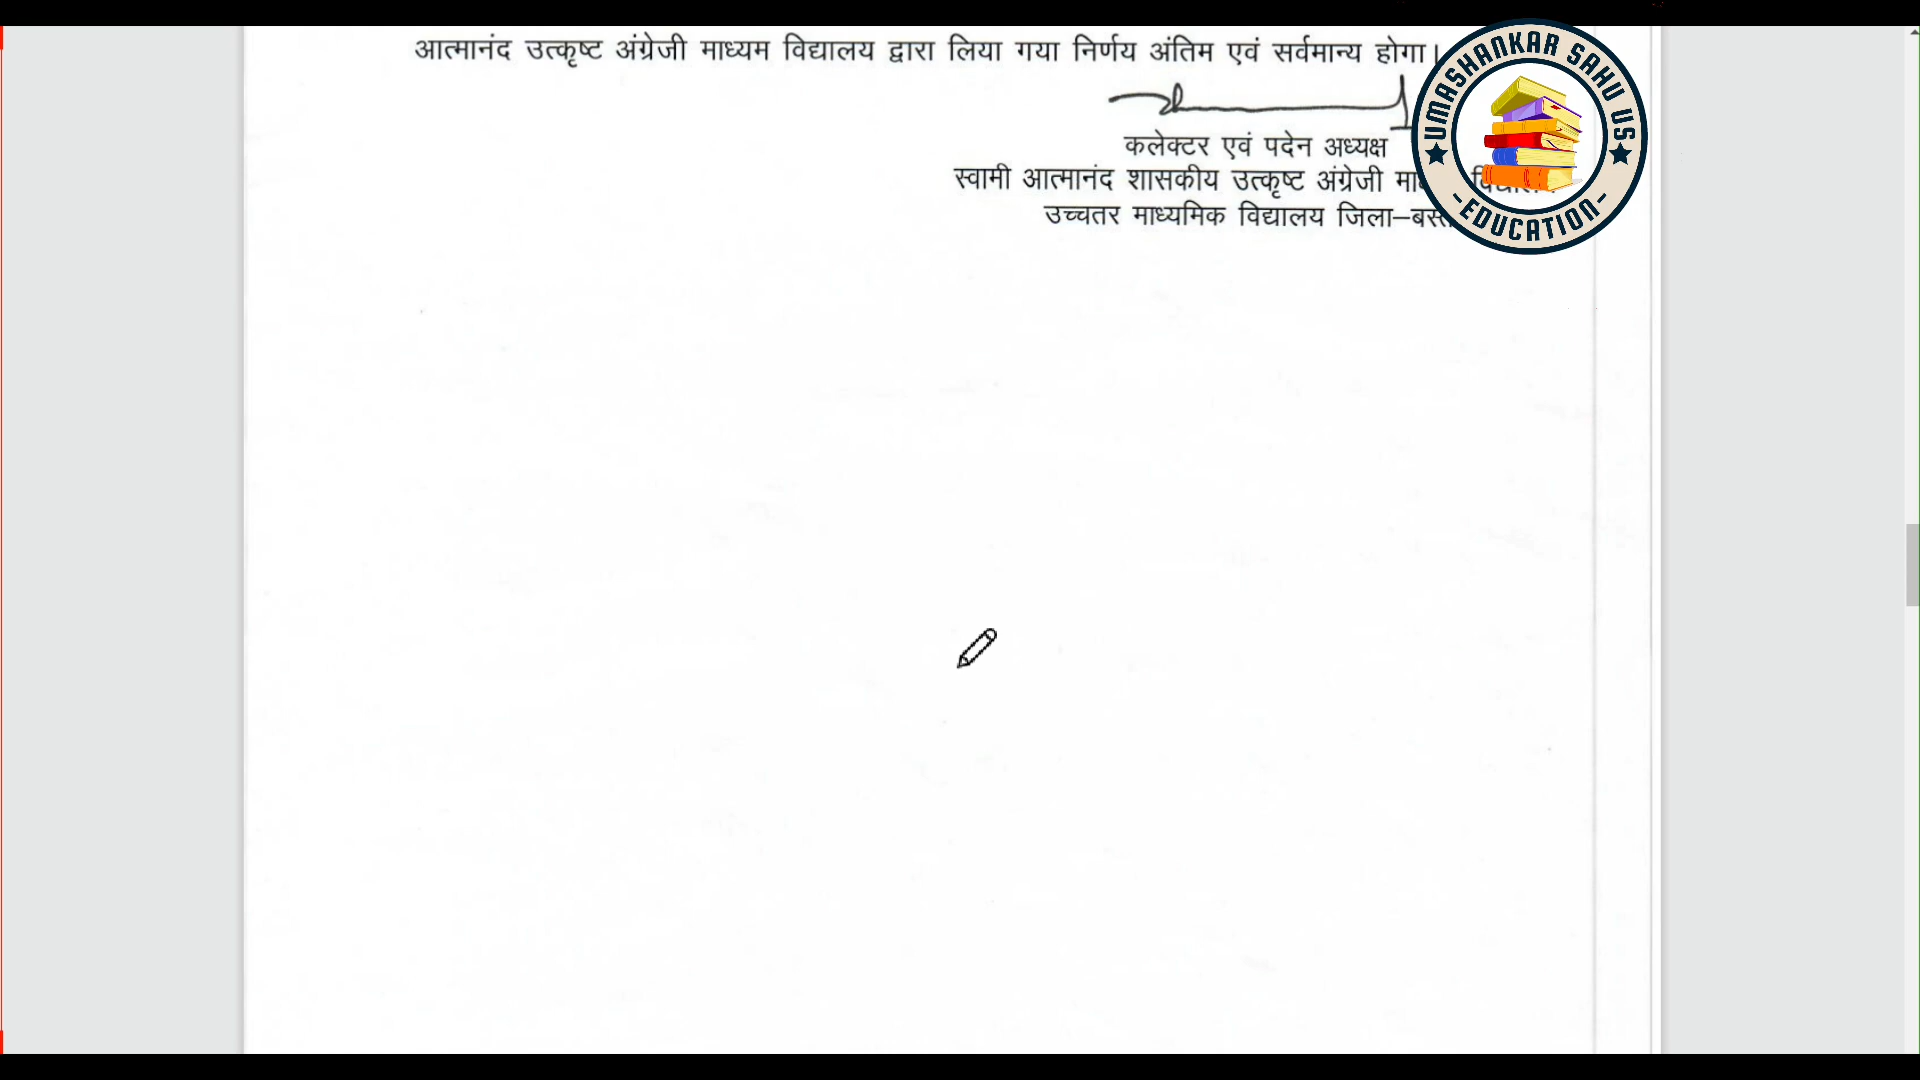 आत्मानंद उत्कृष्ट अंग्रेजी माध्यम विद्यालय द्वारा लिया गया निर्णय अंतिम एवं सर्वमान्य होगा।
कलेक्टर एवं पदेन अध्यक्ष
स्वामी आत्मानंद शासकीय उत्कृष्ट अंग्रेजी
उच्चतर माध्यमिक विद्यालय जिला–
UMASHANKAR SAHU US
-EDUCATION-